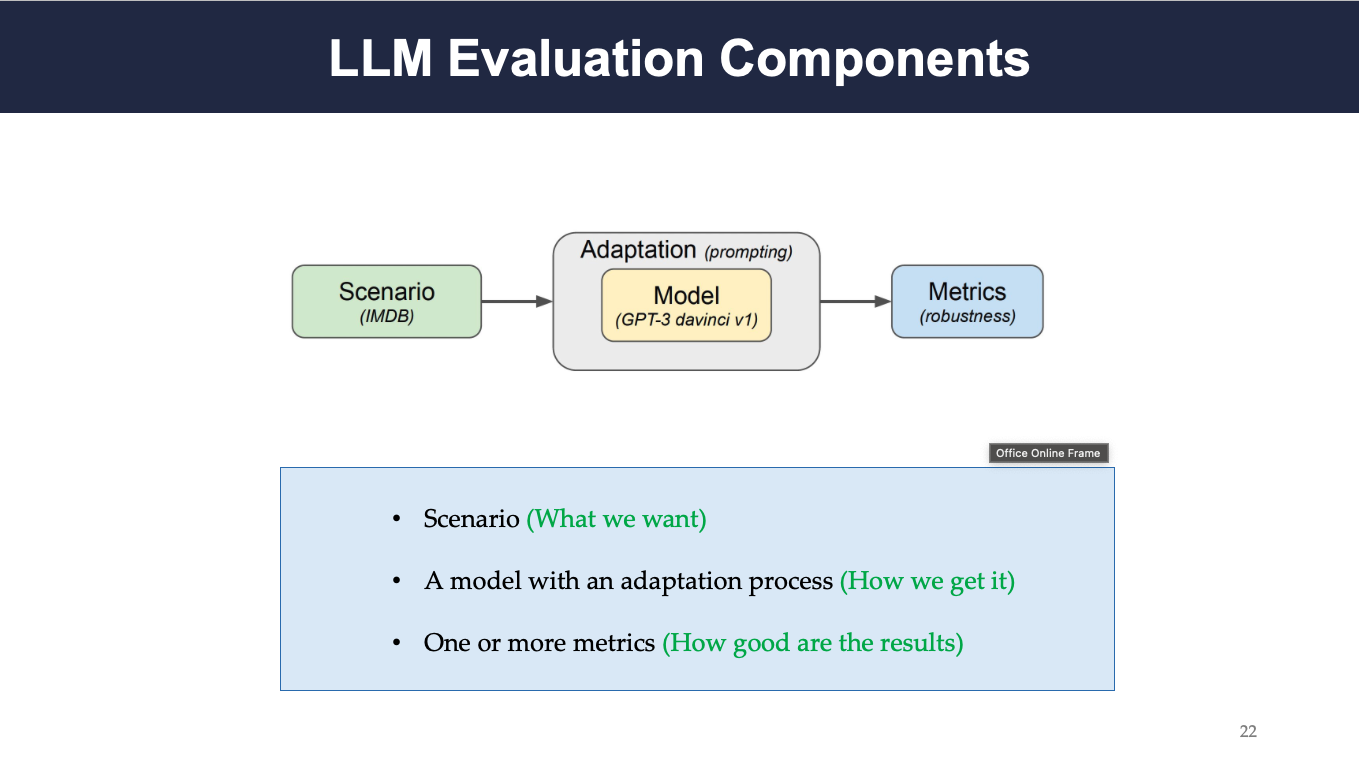 LLM Evaluation Components
Scenario
(IMDB)
Adaptation (prompting)
Model
(GPT-3 davinci v1)
Metrics
(robustness)
Office Online Frame
• Scenario (What we want)
• A model with an adaptation process (How we get it)
• One or more metrics (How good are the results)
22